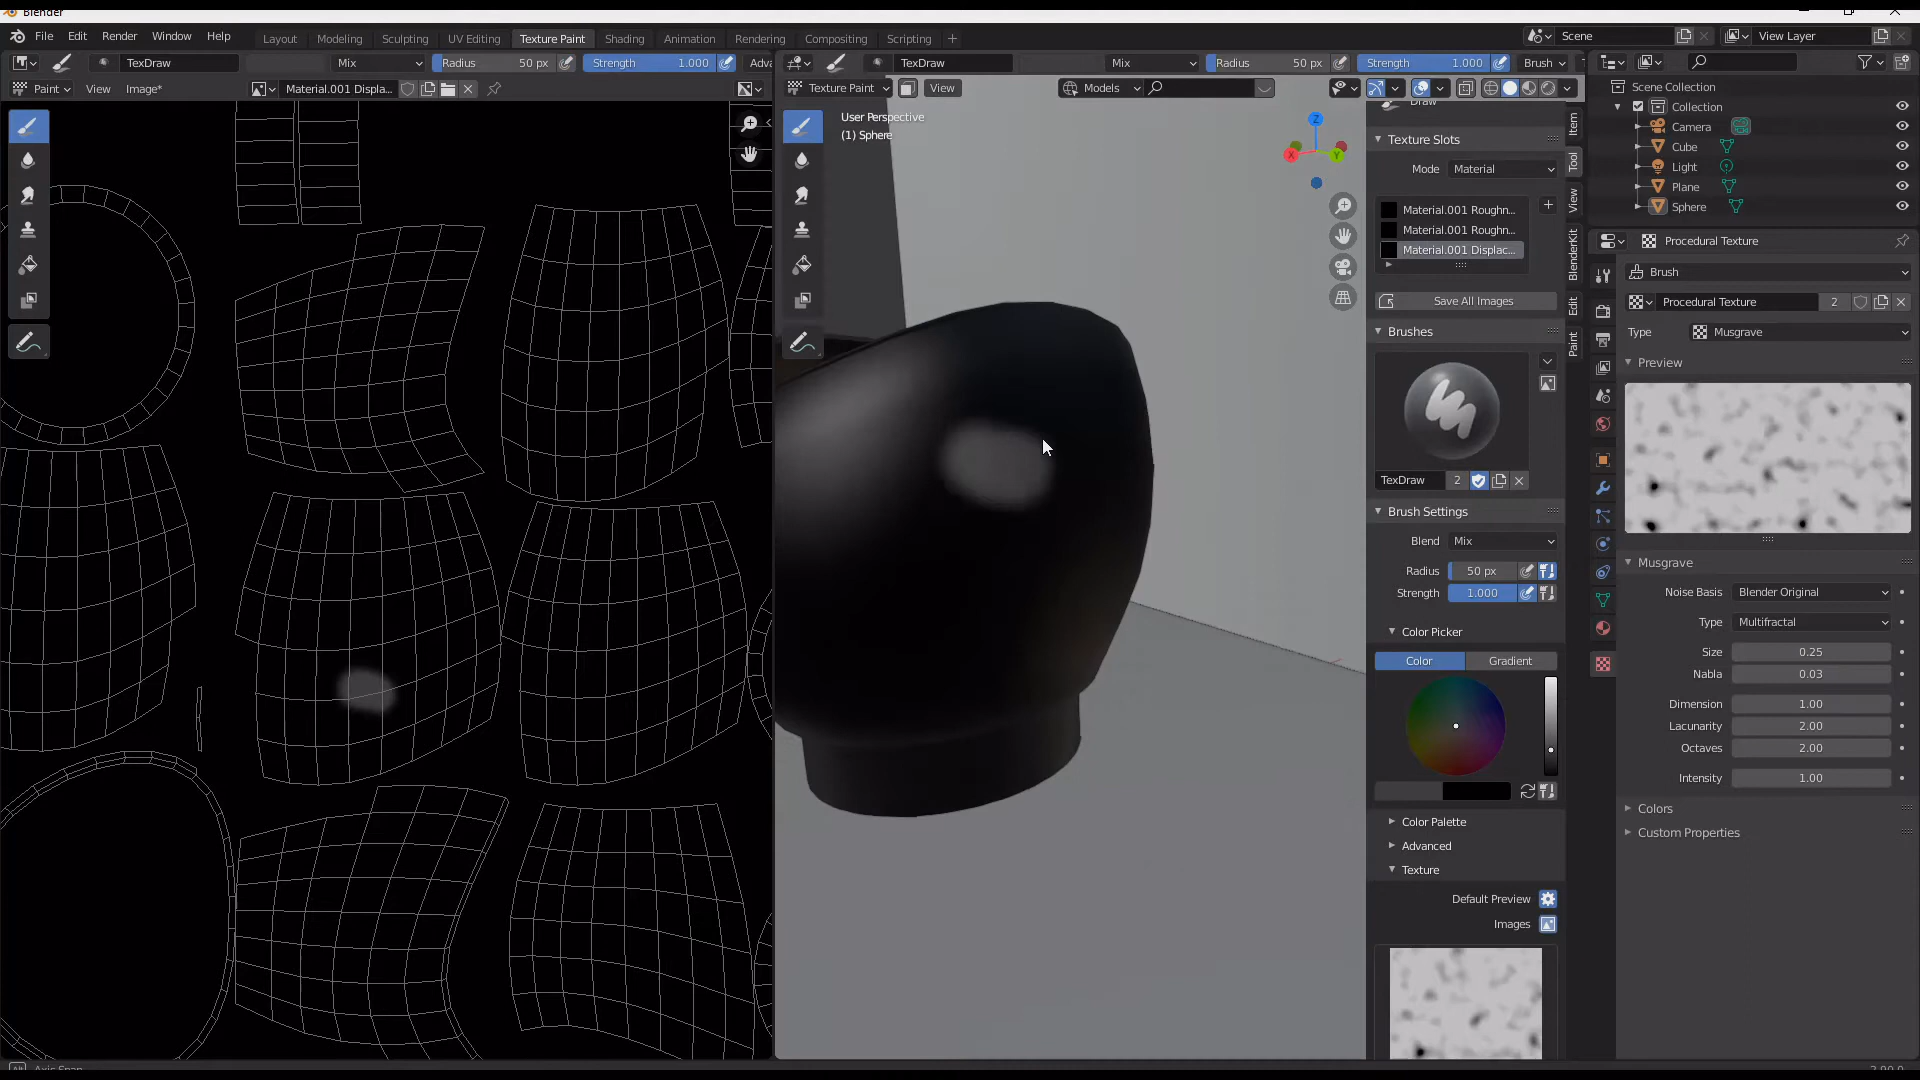 Blender
File Edit Render Window Help
Layout Modeling Sculpting UV Editing Texture Paint Shading Animation Rendering Compositing Scripting +
Scene
View Layer
TexDraw Mix Radius 50 px Strength 1.000 Adva
TexDraw Mix Radius 50 px Strength 1.000 Brush
Paint View Image* Material.001 Displa...
Texture Paint View Models
User Perspective
(1) Sphere
Z
X
Y
Draw
Texture Slots
Mode Material
Material.001 Roughn...
Material.001 Roughn...
Material.001 Displac...
Save All Images
Brushes
TexDraw 2
Brush Settings
Blend Mix
Radius 50 px
Strength 1.000
Color Picker
Color Gradient
Color Palette
Advanced
Texture
Default Preview
Images
Item
Tool
View
BlenderKit
Edit
Paint
Scene Collection
Collection
Camera
Cube
Light
Plane
Sphere
Procedural Texture
Brush
Procedural Texture 2
Type Musgrave
Preview
Musgrave
Noise Basis Blender Original
Type Multifractal
Size 0.25
Nabla 0.03
Dimension 1.00
Lacunarity 2.00
Octaves 2.00
Intensity 1.00
Colors
Custom Properties
Axis Snap
2.90.0